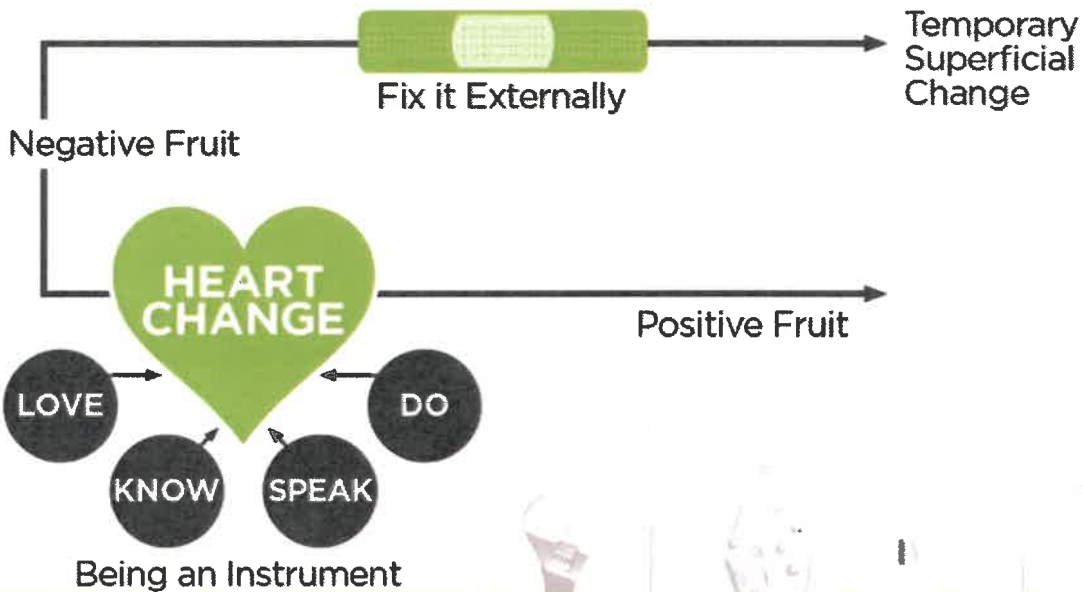 Temporary
Superficial
Change
Fix it Externally
Negative Fruit
HEART
CHANGE
Positive Fruit
LOVE
DO
KNOW
SPEAK
Being an Instrument